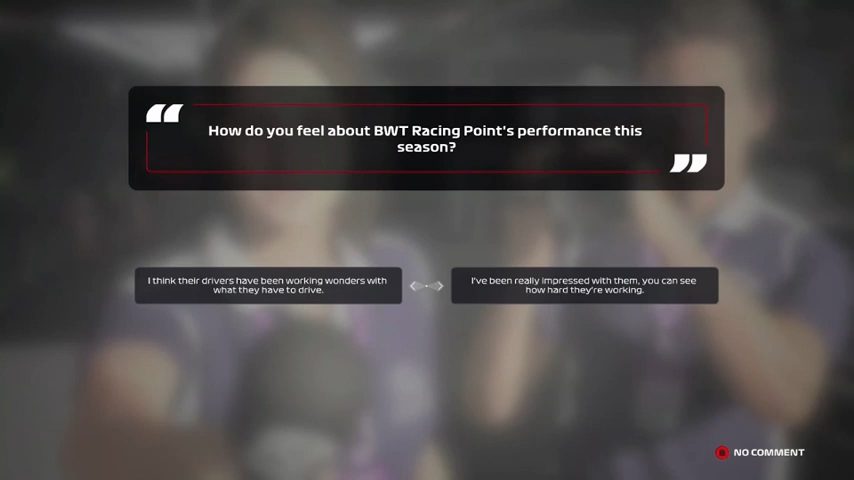 How do you feel about BWT Racing Point's performance this
season?
I think their drivers have been working wonders with
what they have to drive.
I've been really impressed with them, you can see
how hard they're working.
NO COMMENT